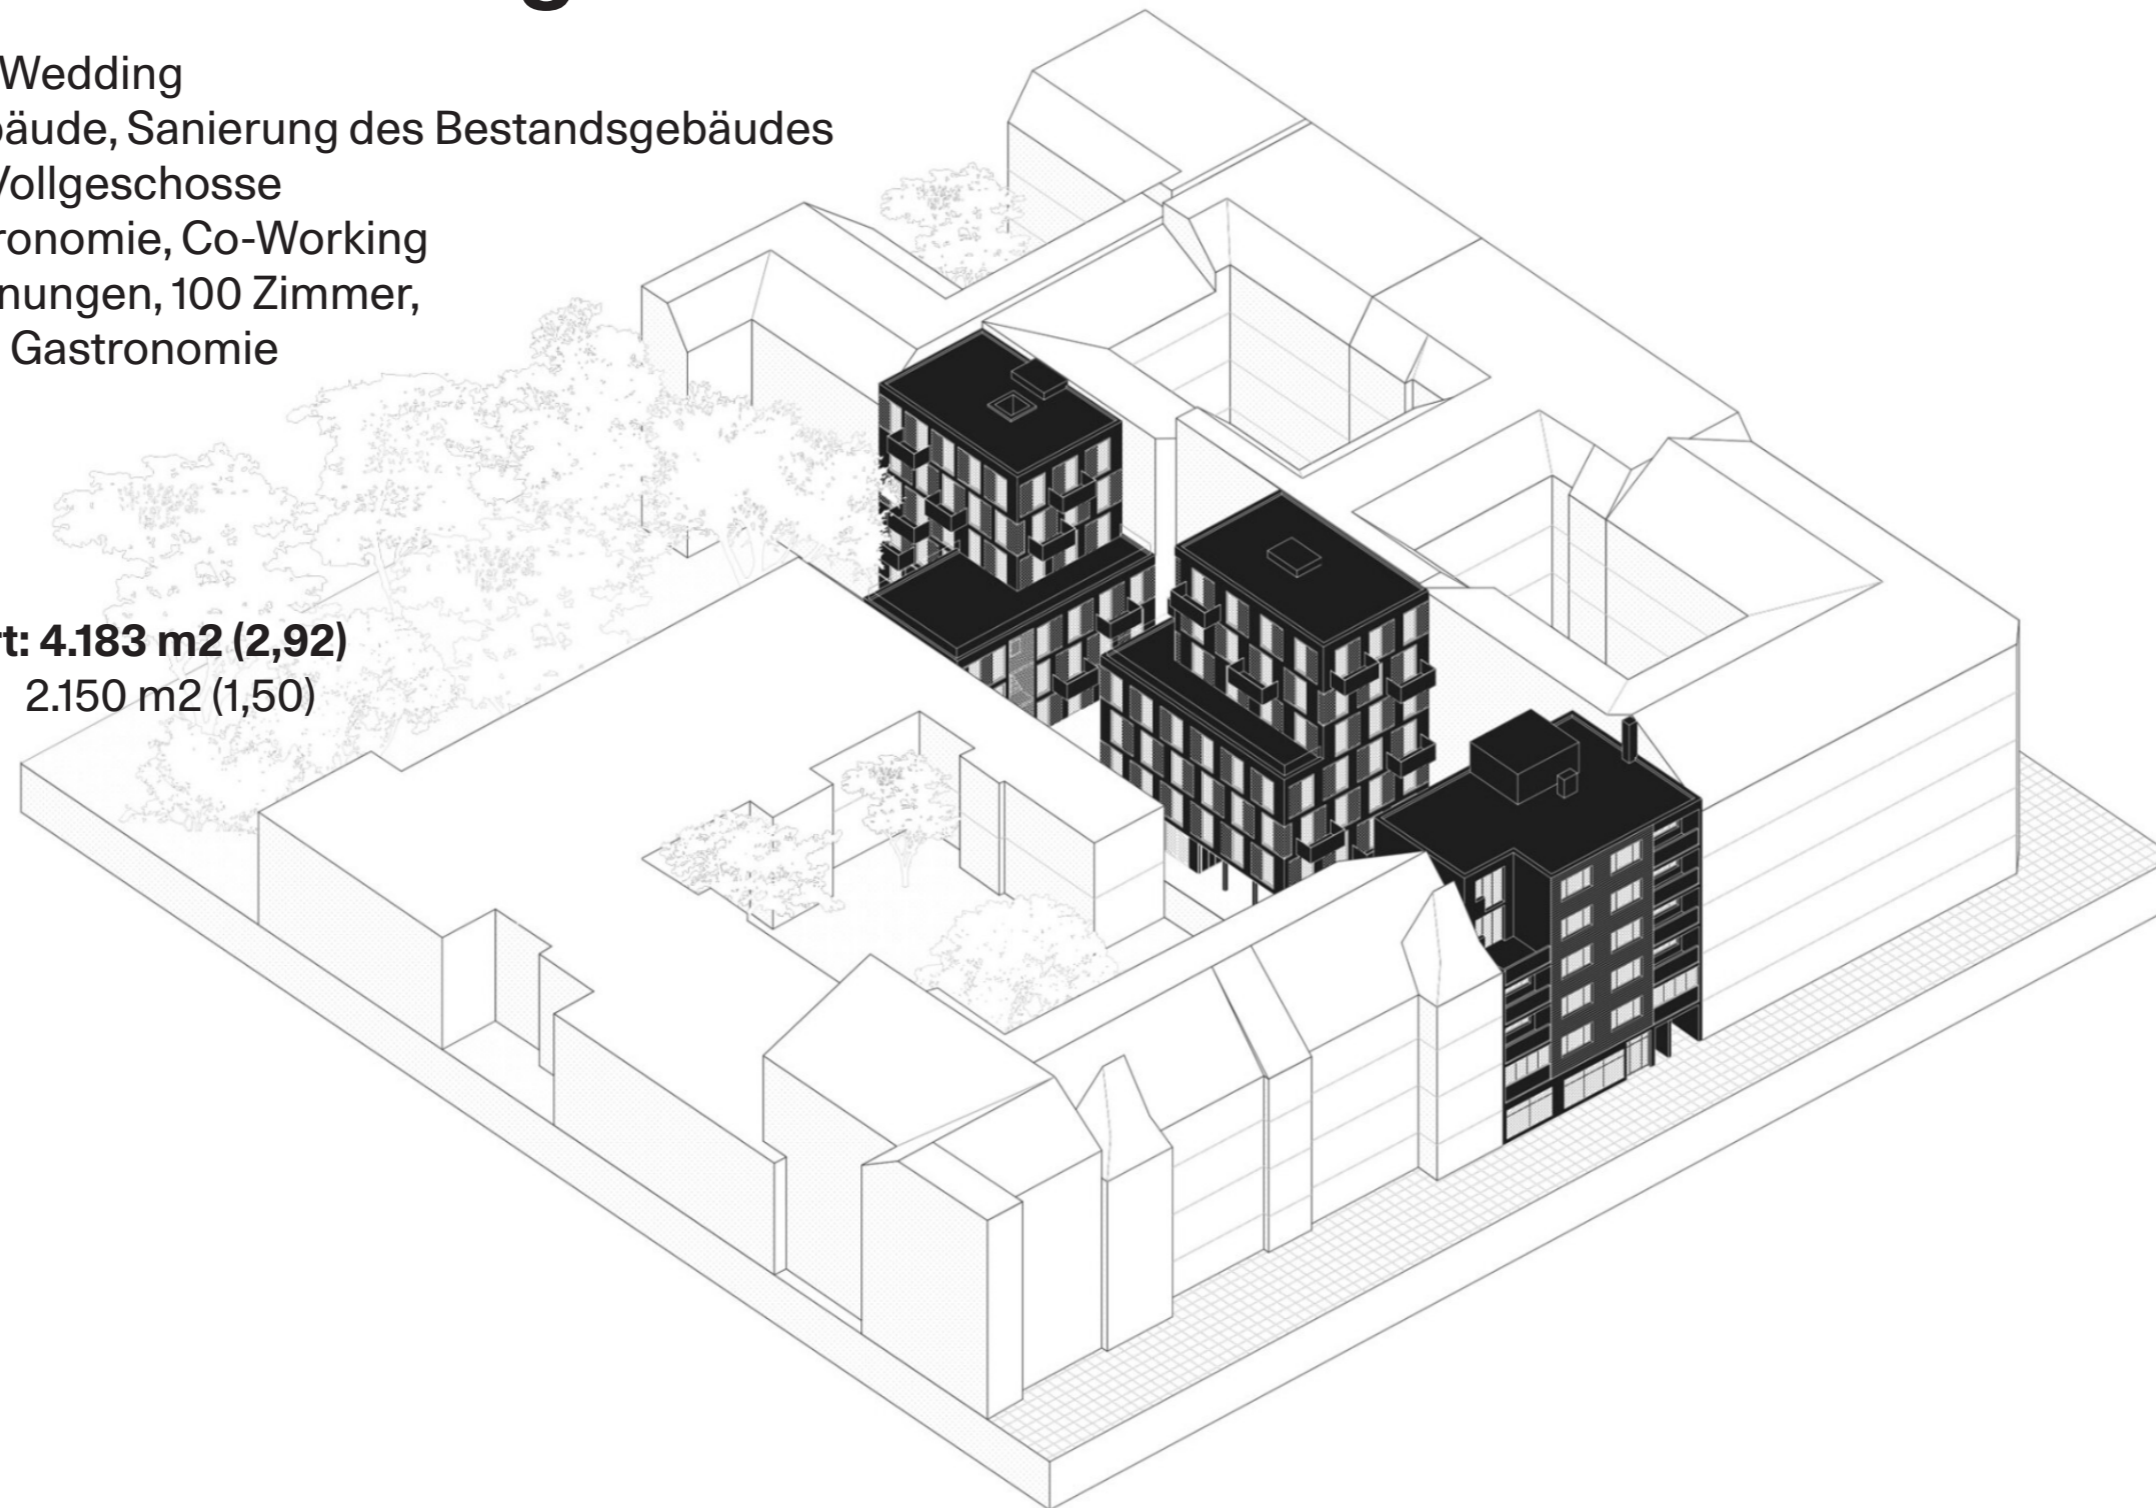 Wedding
bäude, Sanierung des Bestandsgebäudes
Vollgeschosse
ronomie, Co-Working
nungen, 100 Zimmer,
Gastronomie
rt: 4.183 m2 (2,92)
2.150 m2 (1,50)